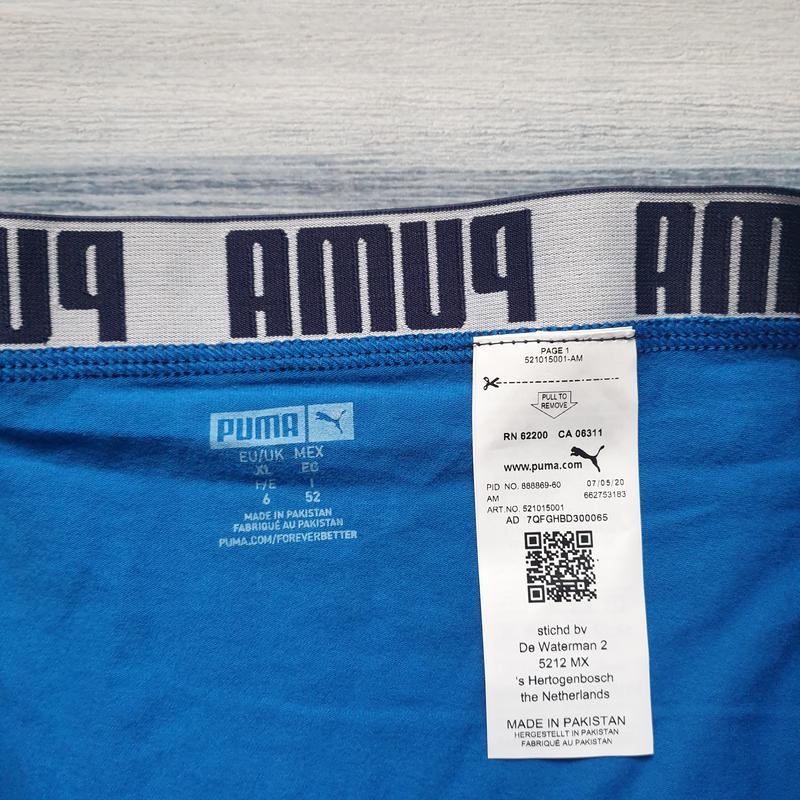 PUMA
PUMA
PUMA
PUMA
EU/UK MEX
XL EG
F/E I
6 52
MADE IN PAKISTAN
FABRIQUÉ AU PAKISTAN
PUMA.COM/FOREVERBETTER
PAGE 1
521015001-AM
PULL TO
REMOVE
RN 62200 CA 06311
www.puma.com
PID NO. 888869-60 07/05/20
AM 662753183
ART.NO. 521015001
AD 7QFGHBD300065
stichd bv
De Waterman 2
5212 MX
's Hertogenbosch
the Netherlands
MADE IN PAKISTAN
HERGESTELLT IN PAKISTAN
FABRIQUÉ AU PAKISTAN